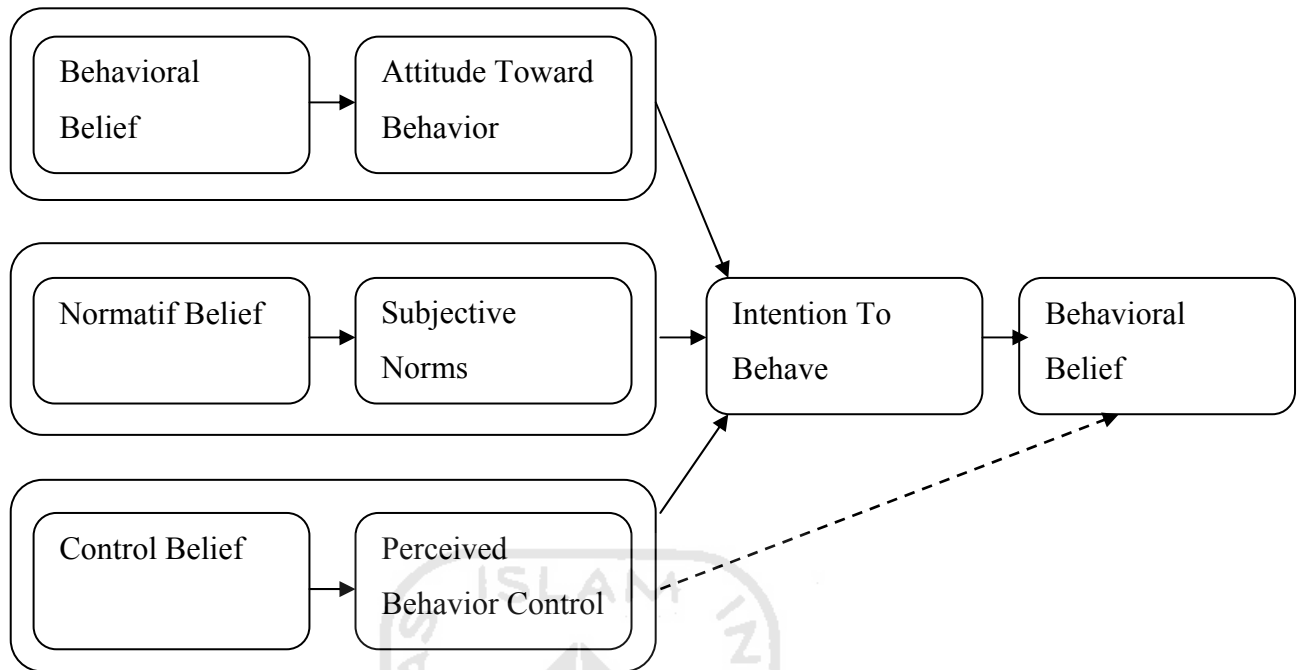 Behavioral
Belief
Attitude Toward
Behavior
Normatif Belief
Subjective
Norms
Intention To
Behave
Behavioral
Belief
Control Belief
Perceived
Behavior Control
ISLAM